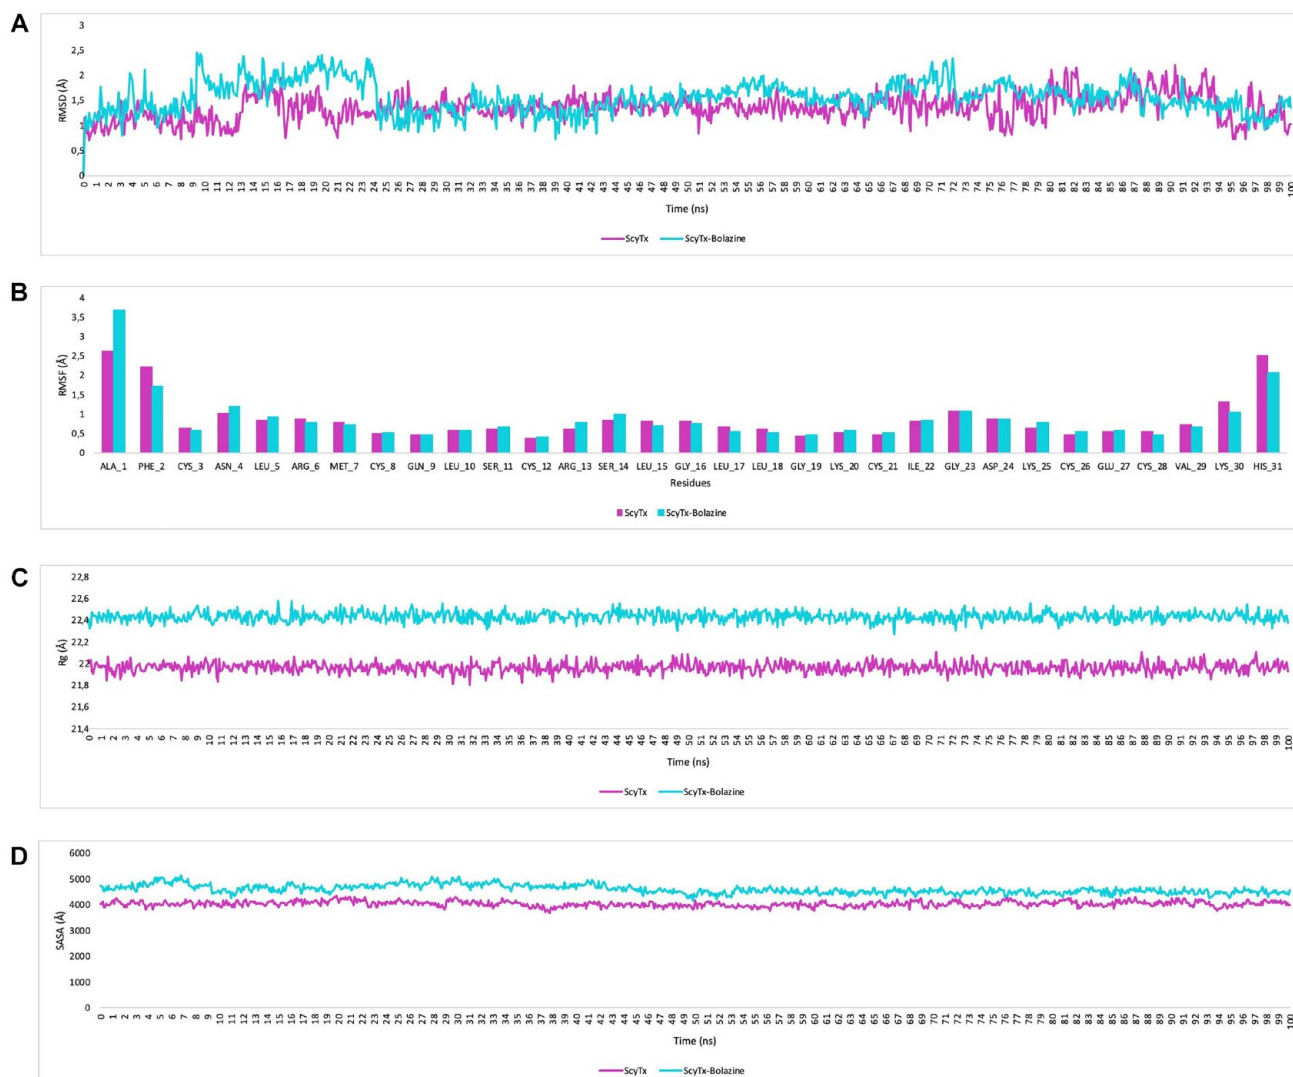 A
RMSD (Å)
3
2,5
2
1,5
1
0,5
0
0 1 2 3 4 5 6 7 8 9 10 11 12 13 14 15 16 17 18 19 20 21 22 23 24 25 26 27 28 29 30 31 32 33 34 35 36 37 38 39 40 41 42 43 44 45 46 47 48 49 50 51 52 53 54 55 56 57 58 59 60 61 62 63 64 65 66 67 68 69 70 71 72 73 74 75 76 77 78 79 80 81 82 83 84 85 86 87 88 89 90 91 92 93 94 95 96 97 98 99 100
Time (ns)
ScyTx ScyTx-Bolazine
B
RMSF (Å)
4
3,5
3
2,5
2
1,5
1
0,5
0
ALA_1 PHE_2 CYS_3 ASN_4 LEU_5 ARG_6 MET_7 CYS_8 GLN_9 LEU_10 SER_11 CYS_12 ARG_13 SER_14 LEU_15 GLY_16 LEU_17 LEU_18 GLY_19 LYS_20 CYS_21 ILE_22 GLY_23 ASP_24 LYS_25 CYS_26 GLU_27 CYS_28 VAL_29 LYS_30 HIS_31
Residues
ScyTx ScyTx-Bolazine
C
Rg (Å)
22,8
22,6
22,4
22,2
22
21,8
21,6
21,4
0 1 2 3 4 5 6 7 8 9 10 11 12 13 14 15 16 17 18 19 20 21 22 23 24 25 26 27 28 29 30 31 32 33 34 35 36 37 38 39 40 41 42 43 44 45 46 47 48 49 50 51 52 53 54 55 56 57 58 59 60 61 62 63 64 65 66 67 68 69 70 71 72 73 74 75 76 77 78 79 80 81 82 83 84 85 86 87 88 89 90 91 92 93 94 95 96 97 98 99 100
Time (ns)
ScyTx ScyTx-Bolazine
D
SASA (Å)
6000
5000
4000
3000
2000
1000
0
0 1 2 3 4 5 6 7 8 9 10 11 12 13 14 15 16 17 18 19 20 21 22 23 24 25 26 27 28 29 30 31 32 33 34 35 36 37 38 39 40 41 42 43 44 45 46 47 48 49 50 51 52 53 54 55 56 57 58 59 60 61 62 63 64 65 66 67 68 69 70 71 72 73 74 75 76 77 78 79 80 81 82 83 84 85 86 87 88 89 90 91 92 93 94 95 96 97 98 99 100
Time (ns)
ScyTx ScyTx-Bolazine